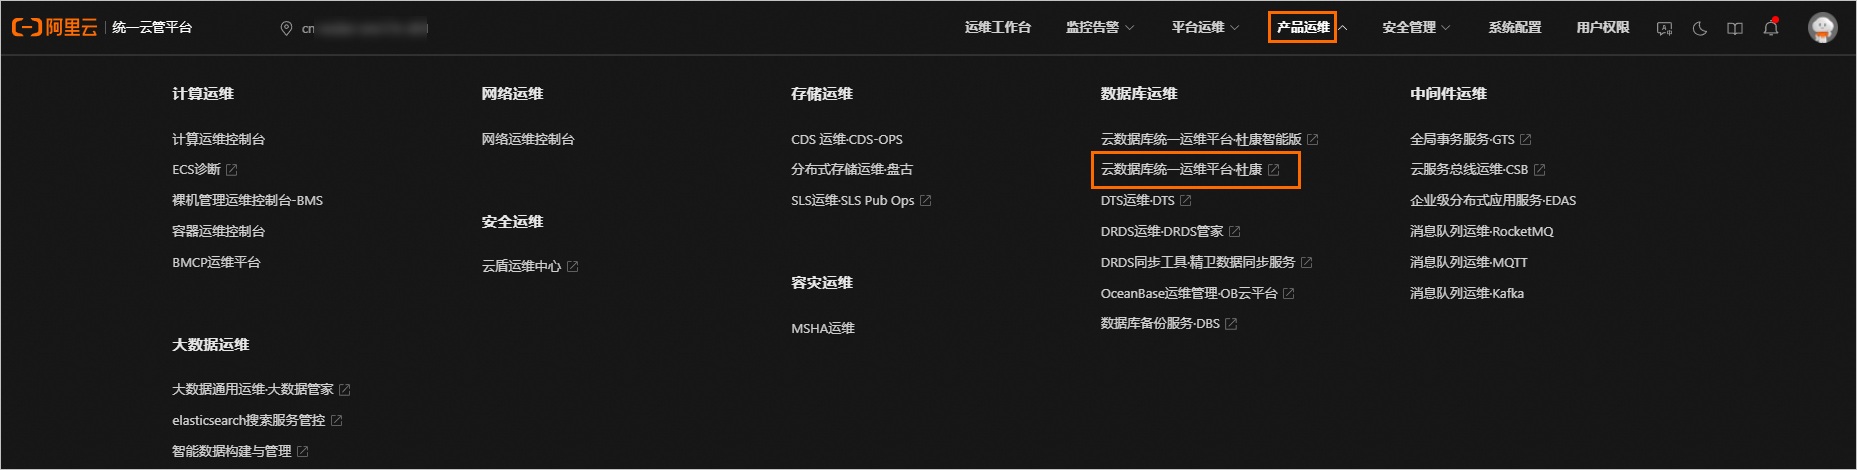 阿里云 统一云管平台 cn 运维工作台 监控告警 平台运维 产品运维 安全管理 系统配置 用户权限
计算运维
计算运维控制台
ECS诊断
裸机管理运维控制台-BMS
容器运维控制台
BMCP运维平台
大数据运维
大数据通用运维·大数据管家
elasticsearch搜索服务管控
智能数据构建与管理
网络运维
网络运维控制台
安全运维
云盾运维中心
存储运维
CDS 运维·CDS-OPS
分布式存储运维·盘古
SLS运维·SLS Pub Ops
容灾运维
MSHA运维
数据库运维
云数据库统一运维平台·杜康智能版
云数据库统一运维平台·杜康
DTS运维·DTS
DRDS运维·DRDS管家
DRDS同步工具·精卫数据同步服务
OceanBase运维管理·OB云平台
数据库备份服务·DBS
中间件运维
全局事务服务·GTS
云服务总线运维·CSB
企业级分布式应用服务·EDAS
消息队列运维·RocketMQ
消息队列运维·MQTT
消息队列运维·Kafka